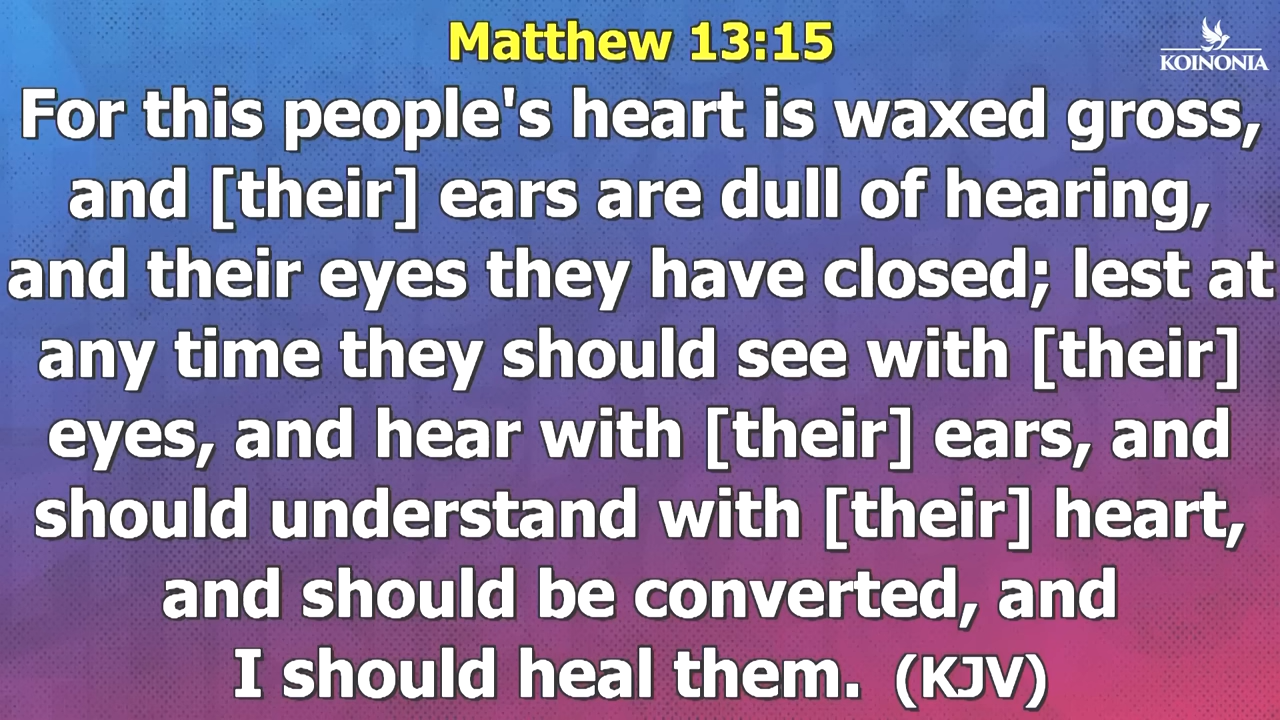 Matthew 13:15
KOINONIA
For this people's heart is waxed gross,
and [their] ears are dull of hearing,
and their eyes they have closed; lest at
any time they should see with [their]
eyes, and hear with [their] ears, and
should understand with [their] heart,
and should be converted, and
I should heal them. (KJV)